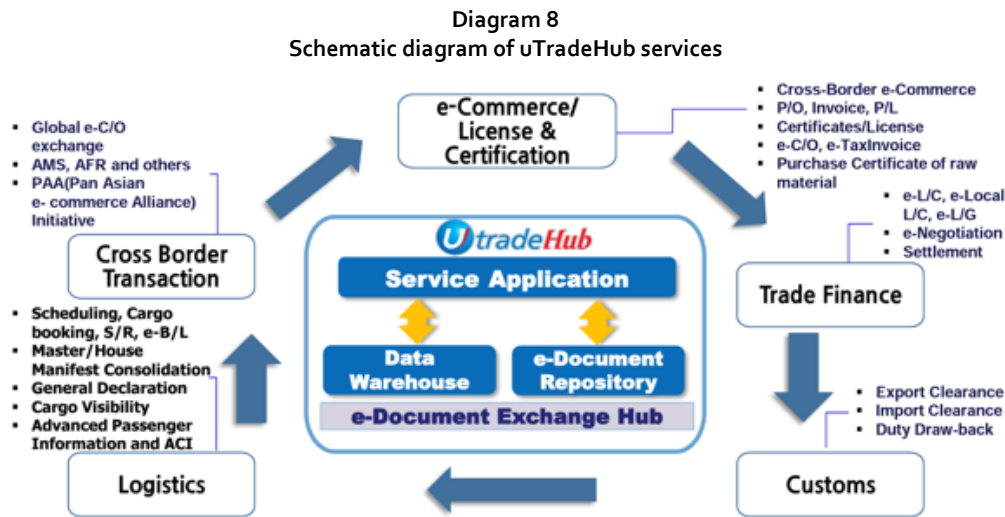 Diagram 8
Schematic diagram of uTradeHub services
e-Commerce/
License &
Certification
▪ Cross-Border e-Commerce
▪ P/O, Invoice, P/L
▪ Certificates/License
▪ e-C/O, e-TaxInvoice
▪ Purchase Certificate of raw
material
▪ Global e-C/O
exchange
▪ AMS, AFR and others
▪ PAA(Pan Asian
e- commerce Alliance)
Initiative
Cross Border
Transaction
▪ e-L/C, e-Local
L/C, e-L/G
▪ e-Negotiation
▪ Settlement
Trade Finance
UtradeHub
Service Application
Data
Warehouse
e-Document
Repository
e-Document Exchange Hub
▪ Scheduling, Cargo
booking, S/R, e-B/L
▪ Master/House
Manifest Consolidation
▪ General Declaration
▪ Cargo Visibility
▪ Advanced Passenger
Information and ACI
Logistics
▪ Export Clearance
▪ Import Clearance
▪ Duty Draw-back
Customs